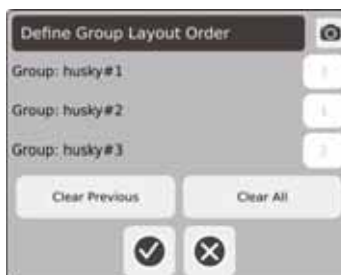 Define Group Layout Order
Group: husky#1
Group: husky#2
Group: husky#3
Clear Previous
Clear All